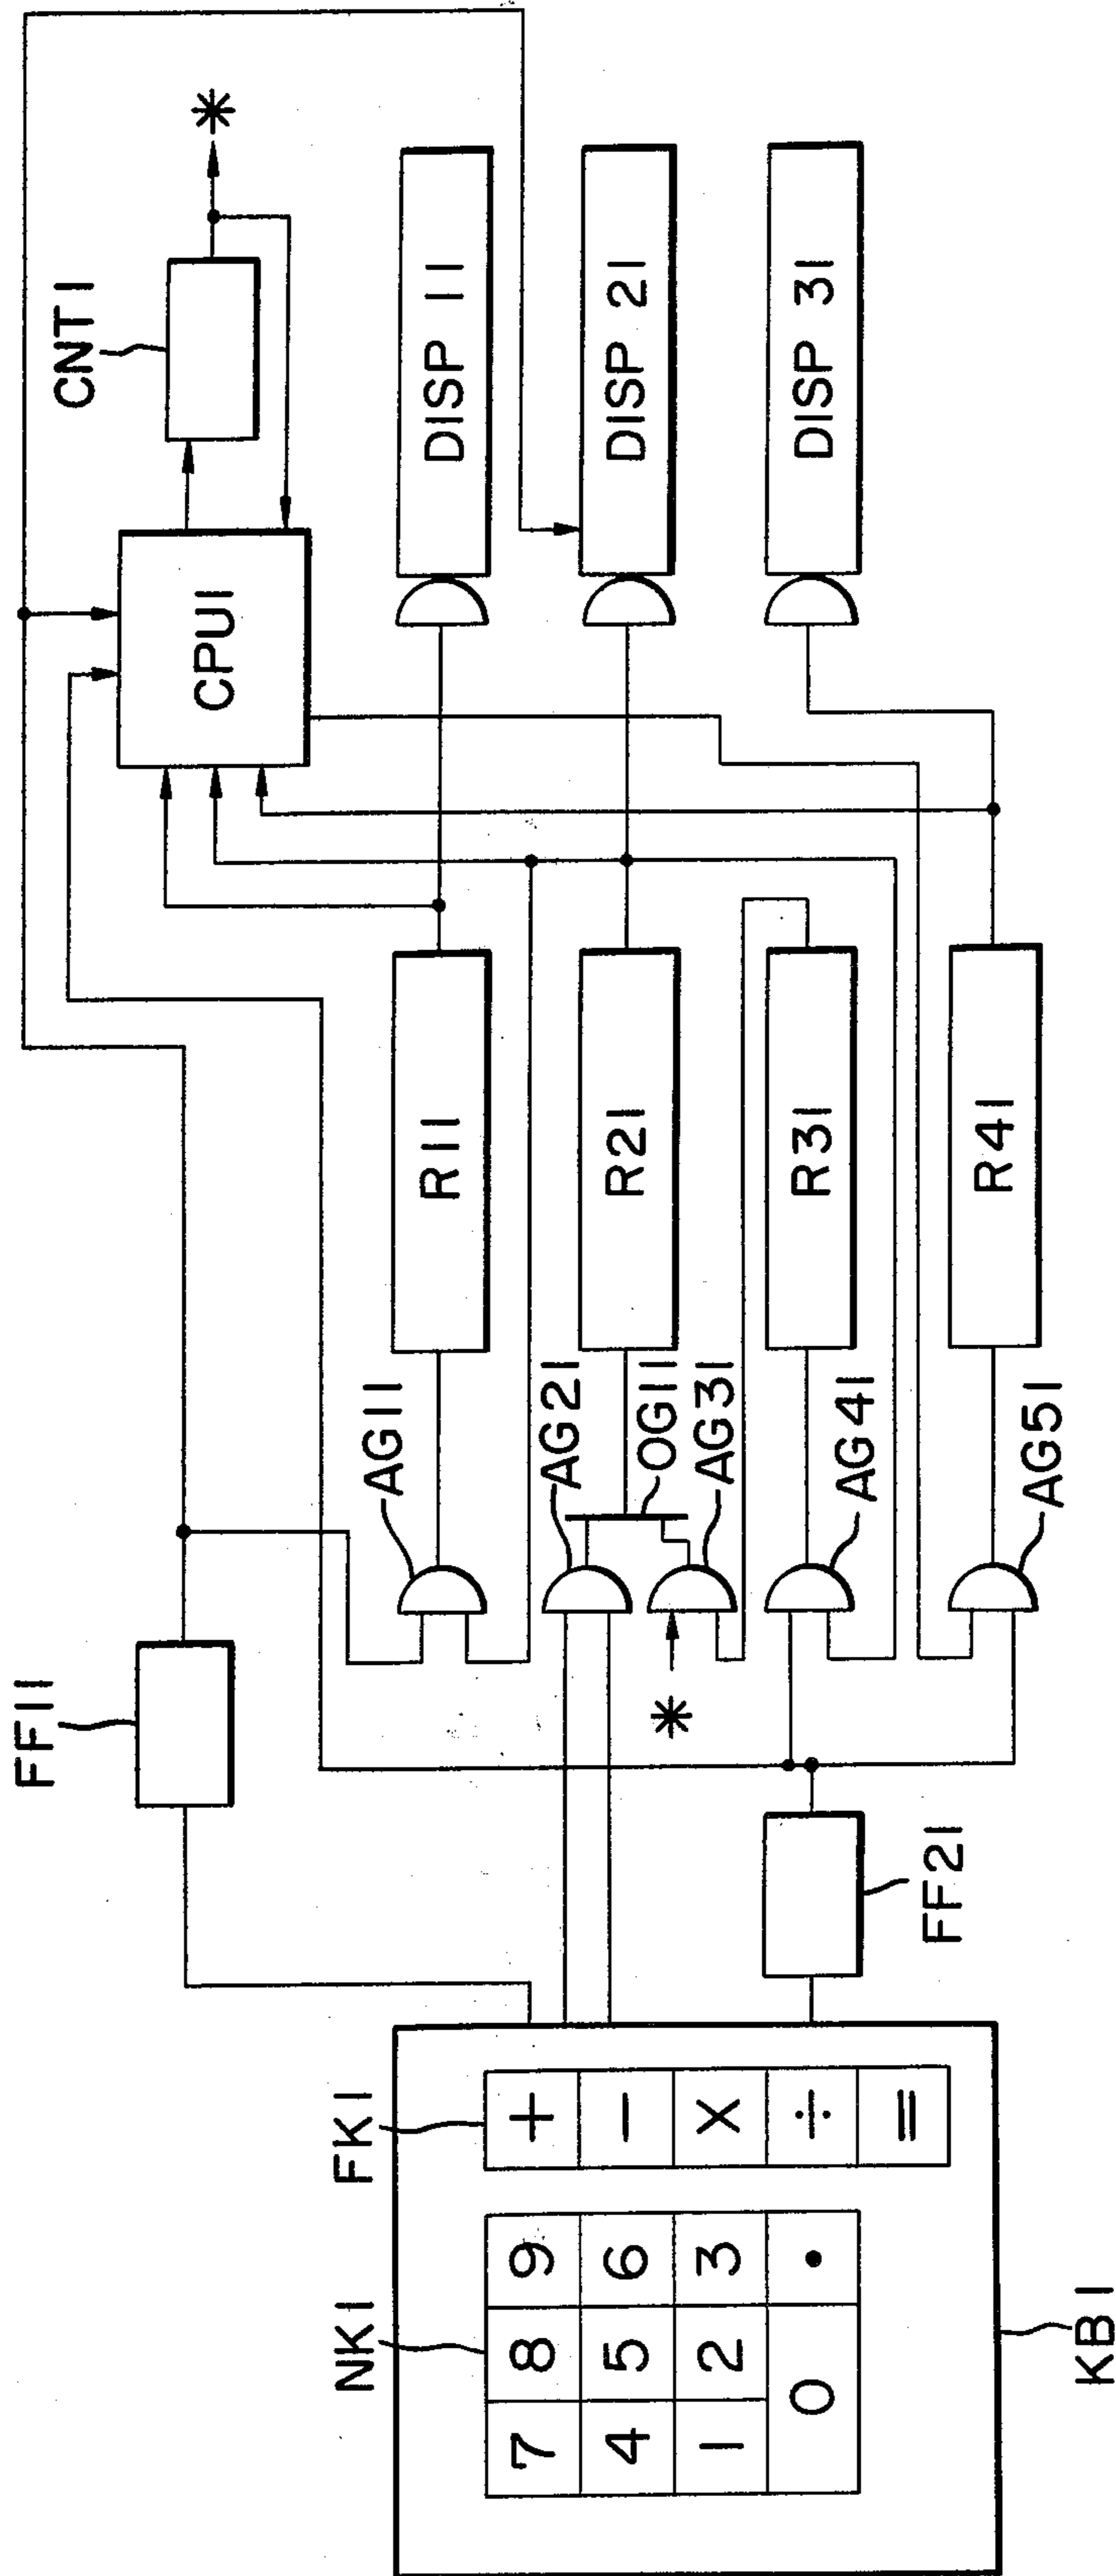 CNT1
*
CPU1
DISP 11
DISP 21
DISP 31
FF11
R11
R21
R31
R41
AG11
AG21
OG11
AG31
AG41
AG51
*
FF21
NK1
FK1
7 8 9 +
4 5 6 −
1 2 3 ×
0 . ÷
=
KB1